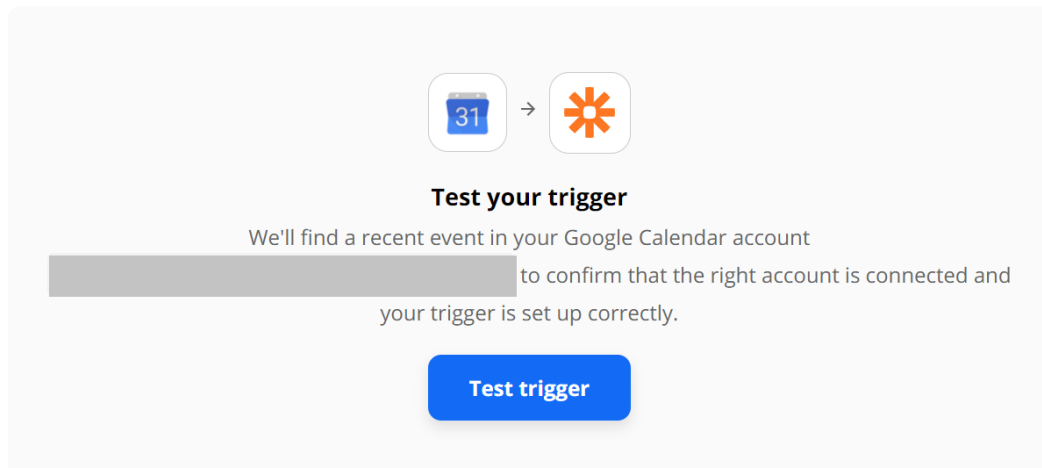 31
Test your trigger
We'll find a recent event in your Google Calendar account
to confirm that the right account is connected and
your trigger is set up correctly.
Test trigger